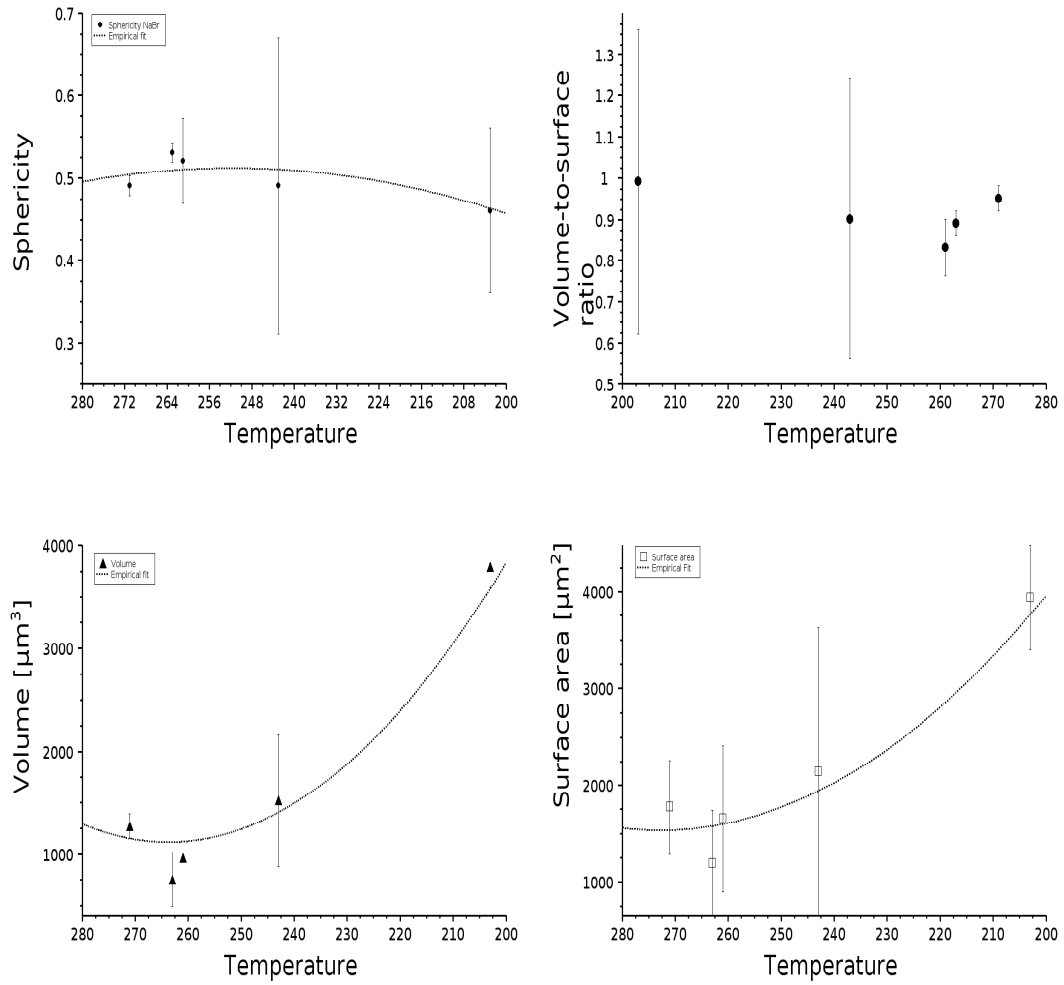 0.7
0.6
0.5
0.4
0.3
Sphericity
Sphericity NaBr
Empirical fit
280 272 264 256 248 240 232 224 216 208 200
Temperature
1.3
1.2
1.1
1
0.9
0.8
0.7
0.6
0.5
Volume-to-surface
ratio
200 210 220 230 240 250 260 270 280
Temperature
4000
3000
2000
1000
Volume [µm³]
Volume
Empirical fit
280 270 260 250 240 230 220 210 200
Temperature
4000
3000
2000
1000
Surface area [µm²]
Surface area
Empirical Fit
280 270 260 250 240 230 220 210 200
Temperature